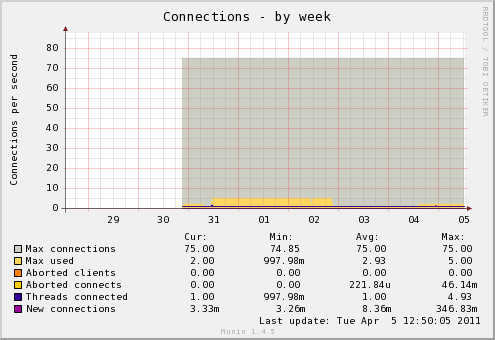 Connections - by week
RRDTOOL / TOBI OETIKER
Connections per second
80
70
60
50
40
30
20
10
0
29 30 31 01 02 03 04 05
Cur: Min: Avg: Max:
Max connections 75.00 74.85 75.00 75.00
Max used 2.00 997.98m 2.93 5.00
Aborted clients 0.00 0.00 0.00 0.00
Aborted connects 0.00 0.00 221.84u 46.14m
Threads connected 1.00 997.98m 1.00 4.93
New connections 3.33m 3.26m 8.36m 346.83m
Last update: Tue Apr 5 12:50:05 2011
Munin 1.4.5